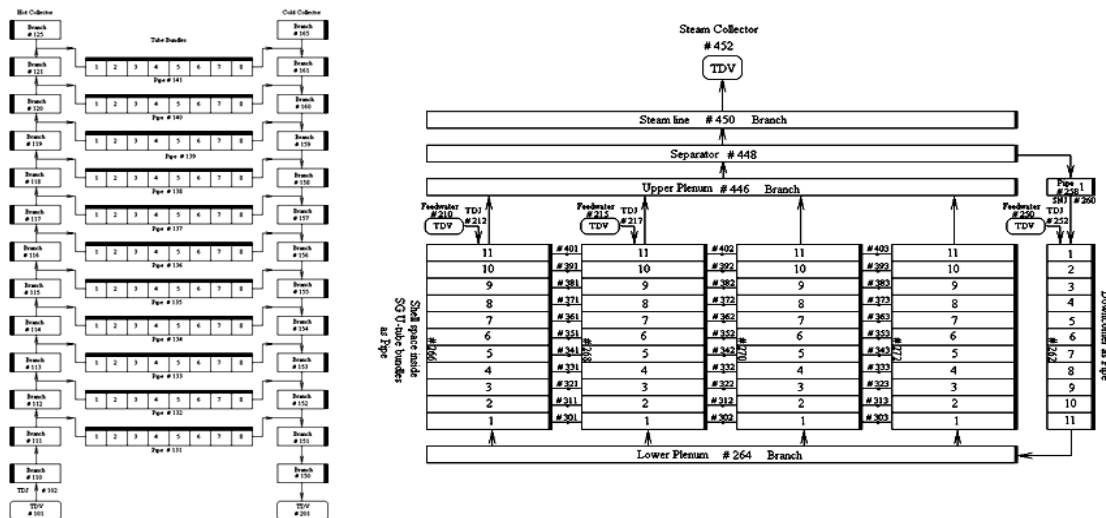 Hot Collector
Cold Collector
Tube Bundles
Branch
# 125
Branch
# 165
Branch
# 121
1 2 3 4 5 6 7 8
Branch
# 161
Pipe # 141
Branch
# 120
1 2 3 4 5 6 7 8
Branch
# 160
Pipe # 140
Branch
# 119
1 2 3 4 5 6 7 8
Branch
# 159
Pipe # 139
Branch
# 118
1 2 3 4 5 6 7 8
Branch
# 158
Pipe # 138
Branch
# 117
1 2 3 4 5 6 7 8
Branch
# 157
Pipe # 137
Branch
# 116
1 2 3 4 5 6 7 8
Branch
# 156
Pipe # 136
Branch
# 115
1 2 3 4 5 6 7 8
Branch
# 155
Pipe # 135
Branch
# 114
1 2 3 4 5 6 7 8
Branch
# 154
Pipe # 134
Branch
# 113
1 2 3 4 5 6 7 8
Branch
# 153
Pipe # 133
Branch
# 112
1 2 3 4 5 6 7 8
Branch
# 152
Pipe # 132
Branch
# 111
1 2 3 4 5 6 7 8
Branch
# 151
Pipe # 131
Branch
# 110
Branch
# 150
TDJ # 102
TDV
# 101
TDV
# 201
Steam Collector
# 452
TDV
Steam line # 450 Branch
Separator # 448
Upper Plenum # 446 Branch
Pipe
# 258
1
SNJ # 260
Feedwater
# 210
TDV
TDJ
# 212
Feedwater
# 215
TDV
TDJ
# 217
Feedwater
# 250
TDV
TDJ
# 252
11 # 401 11 # 402 11 # 403 11 1
10 # 391 10 # 392 10 # 393 10 2
9 # 381 9 # 382 9 # 383 9 3
8 # 371 8 # 372 8 # 373 8 4
7 # 361 7 # 362 7 # 363 7 5
6 # 351 6 # 352 6 # 353 6 6
5 # 341 5 # 342 5 # 343 5 7
4 # 331 4 # 332 4 # 333 4 8
3 # 321 3 # 322 3 # 323 3 9
2 # 311 2 # 312 2 # 313 2 10
1 # 301 1 # 302 1 # 303 1 11
Shell space inside
SG U-tube bundles
as Pipe
# 266
# 268
# 270
# 272
# 262
Downcomer as Pipe
Lower Plenum # 264 Branch